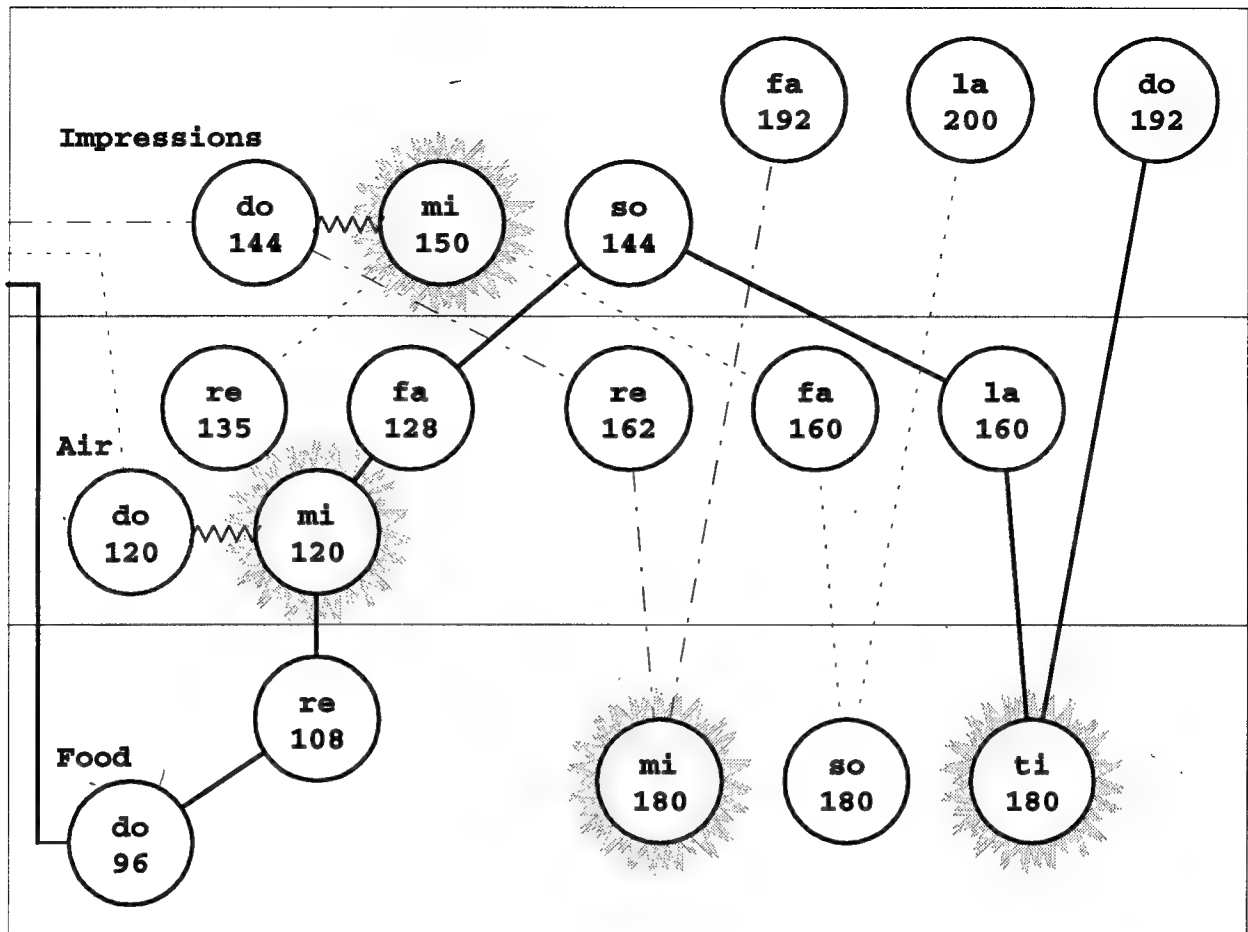 fa
192
la
200
do
192
Impressions
do
144
mi
150
so
144
re
135
fa
128
re
162
fa
160
la
160
Air
do
120
mi
120
re
108
Food
do
96
mi
180
so
180
ti
180